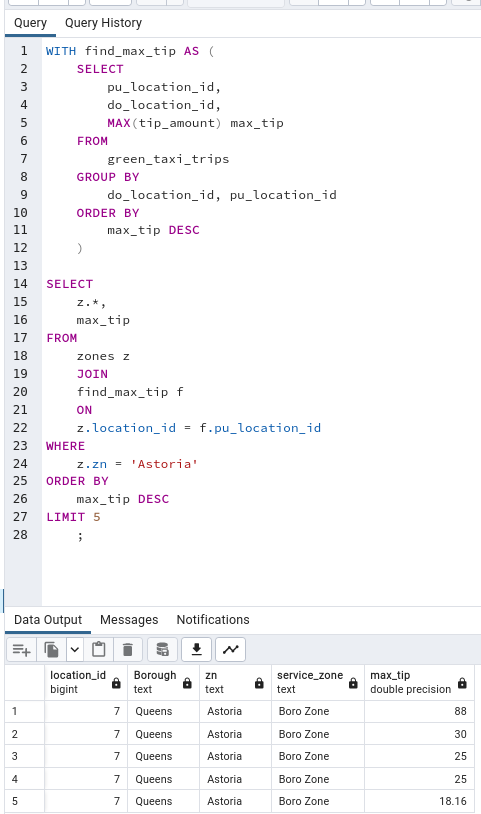 Query Query History
1 WITH find_max_tip AS (
2 SELECT
3 pu_location_id,
4 do_location_id,
5 MAX(tip_amount) max_tip
6 FROM
7 green_taxi_trips
8 GROUP BY
9 do_location_id, pu_location_id
10 ORDER BY
11 max_tip DESC
12 )
13
14 SELECT
15 z.*,
16 max_tip
17 FROM
18 zones z
19 JOIN
20 find_max_tip f
21 ON
22 z.location_id = f.pu_location_id
23 WHERE
24 z.zn = 'Astoria'
25 ORDER BY
26 max_tip DESC
27 LIMIT 5
28 ;
Data Output Messages Notifications
location_id Borough zn service_zone max_tip
bigint text text text double precision
1 7 Queens Astoria Boro Zone 88
2 7 Queens Astoria Boro Zone 30
3 7 Queens Astoria Boro Zone 25
4 7 Queens Astoria Boro Zone 25
5 7 Queens Astoria Boro Zone 18.16